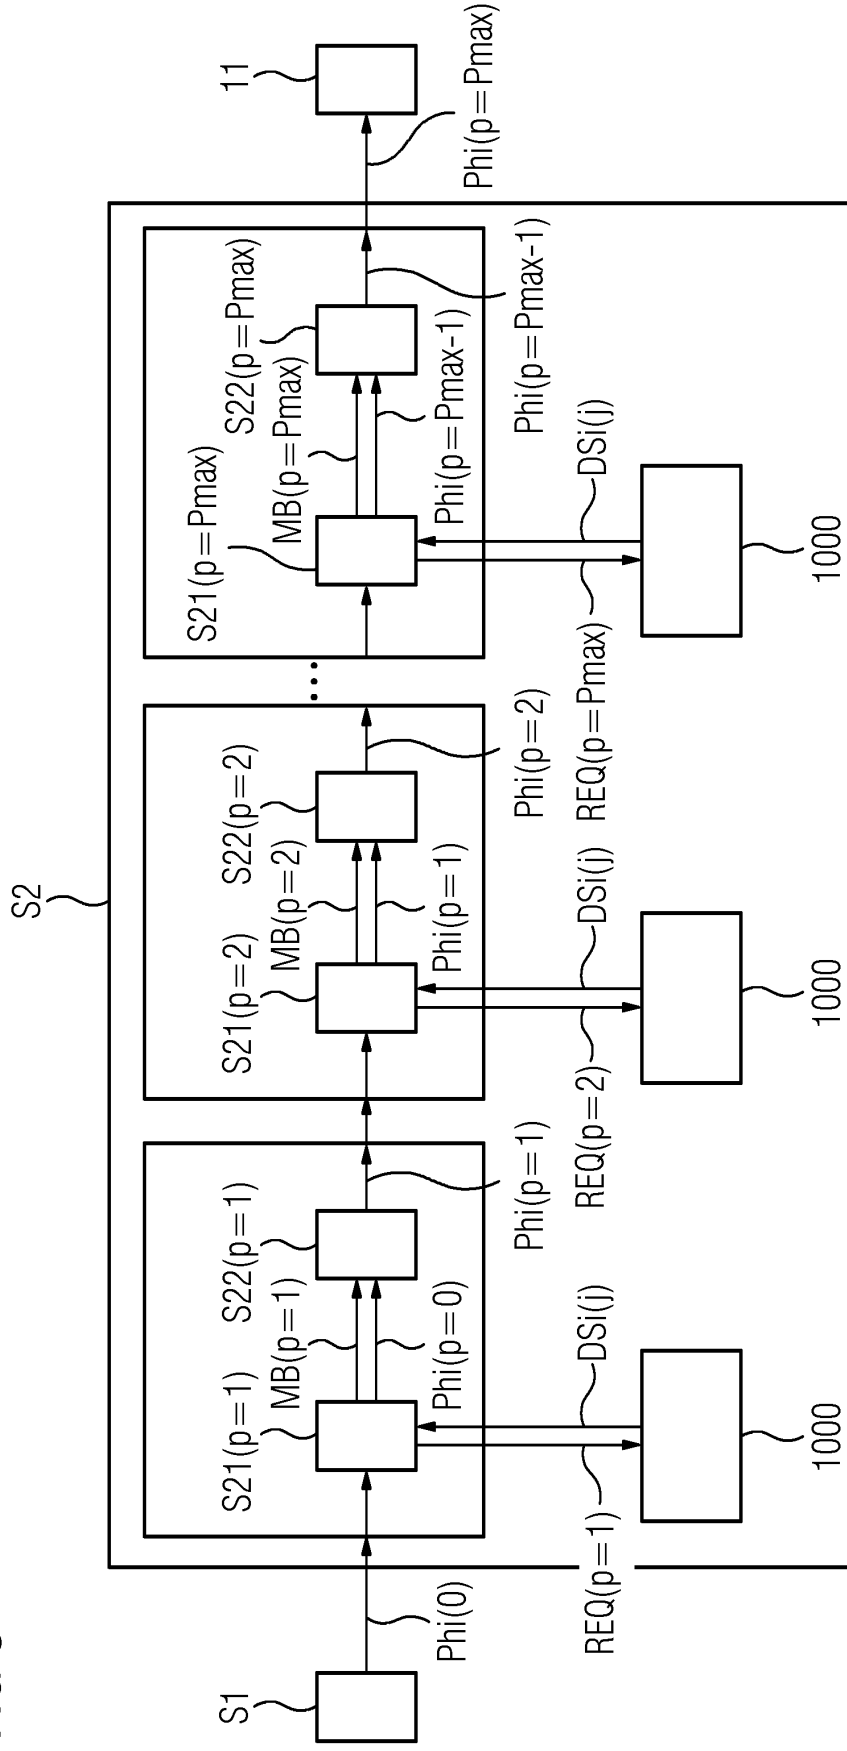 S2
S1
Phi(0)
S21(p=1)
MB(p=1)
S22(p=1)
Phi(p=0)
Phi(p=1)
REQ(p=1)
DSi(j)
1000
S21(p=2)
MB(p=2)
S22(p=2)
Phi(p=1)
Phi(p=2)
REQ(p=2)
DSi(j)
1000
...
S21(p=Pmax)
MB(p=Pmax)
S22(p=Pmax)
Phi(p=Pmax-1)
Phi(p=Pmax-1)
REQ(p=Pmax)
DSi(j)
1000
11
Phi(p=Pmax)